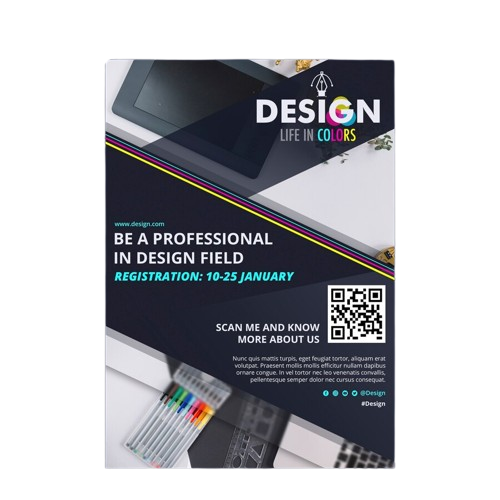 DESIGN
LIFE IN COLORS
www.design.com
BE A PROFESSIONAL
IN DESIGN FIELD
REGISTRATION: 10-25 JANUARY
SCAN ME AND KNOW
MORE ABOUT US
Nunc quis mattis turpis, eget feugiat tortor, aliquam erat
volutpat. Praesent mollis mollis efficitur nullam dapibus
ornare congue. In vel tortor nec leo venenatis convallis,
pellentesque semper dolor nec cursus consequat.
@Design
#Design